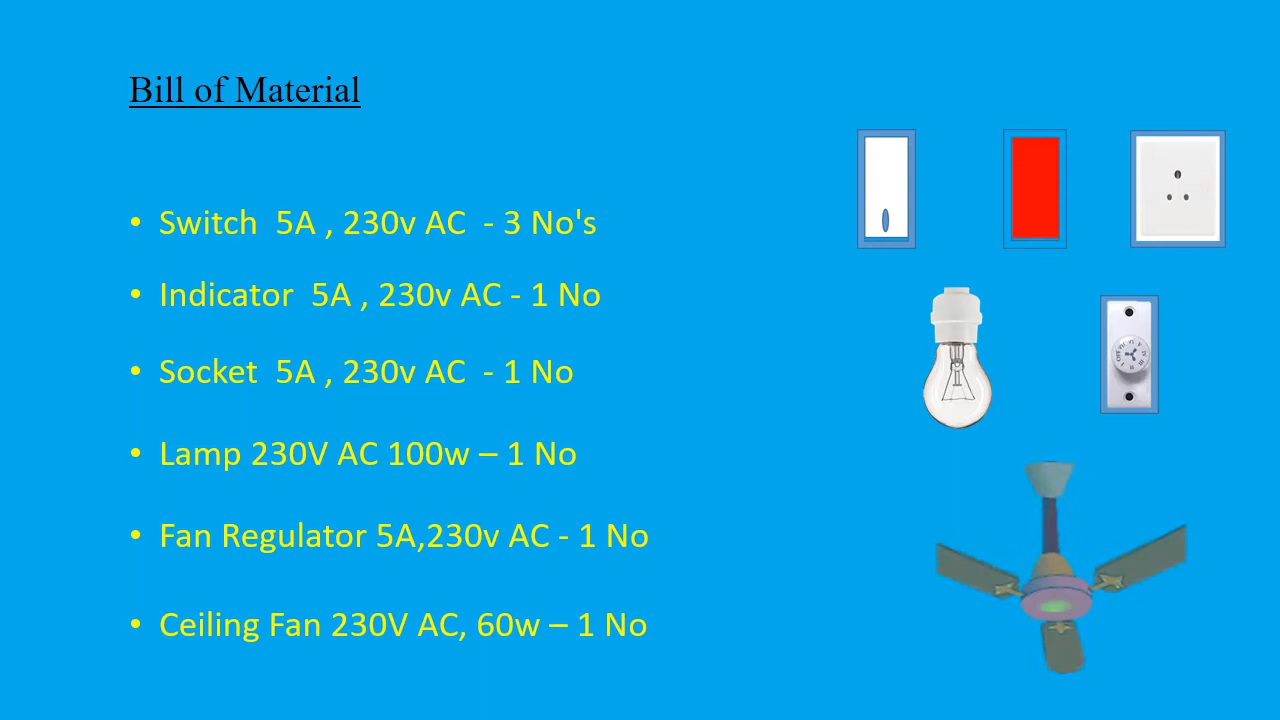 Bill of Material
• Switch  5A , 230v AC  - 3 No's
• Indicator  5A , 230v AC - 1 No
• Socket  5A , 230v AC  - 1 No
• Lamp 230V AC 100w – 1 No
• Fan Regulator 5A,230v AC - 1 No
• Ceiling Fan 230V AC, 60w – 1 No